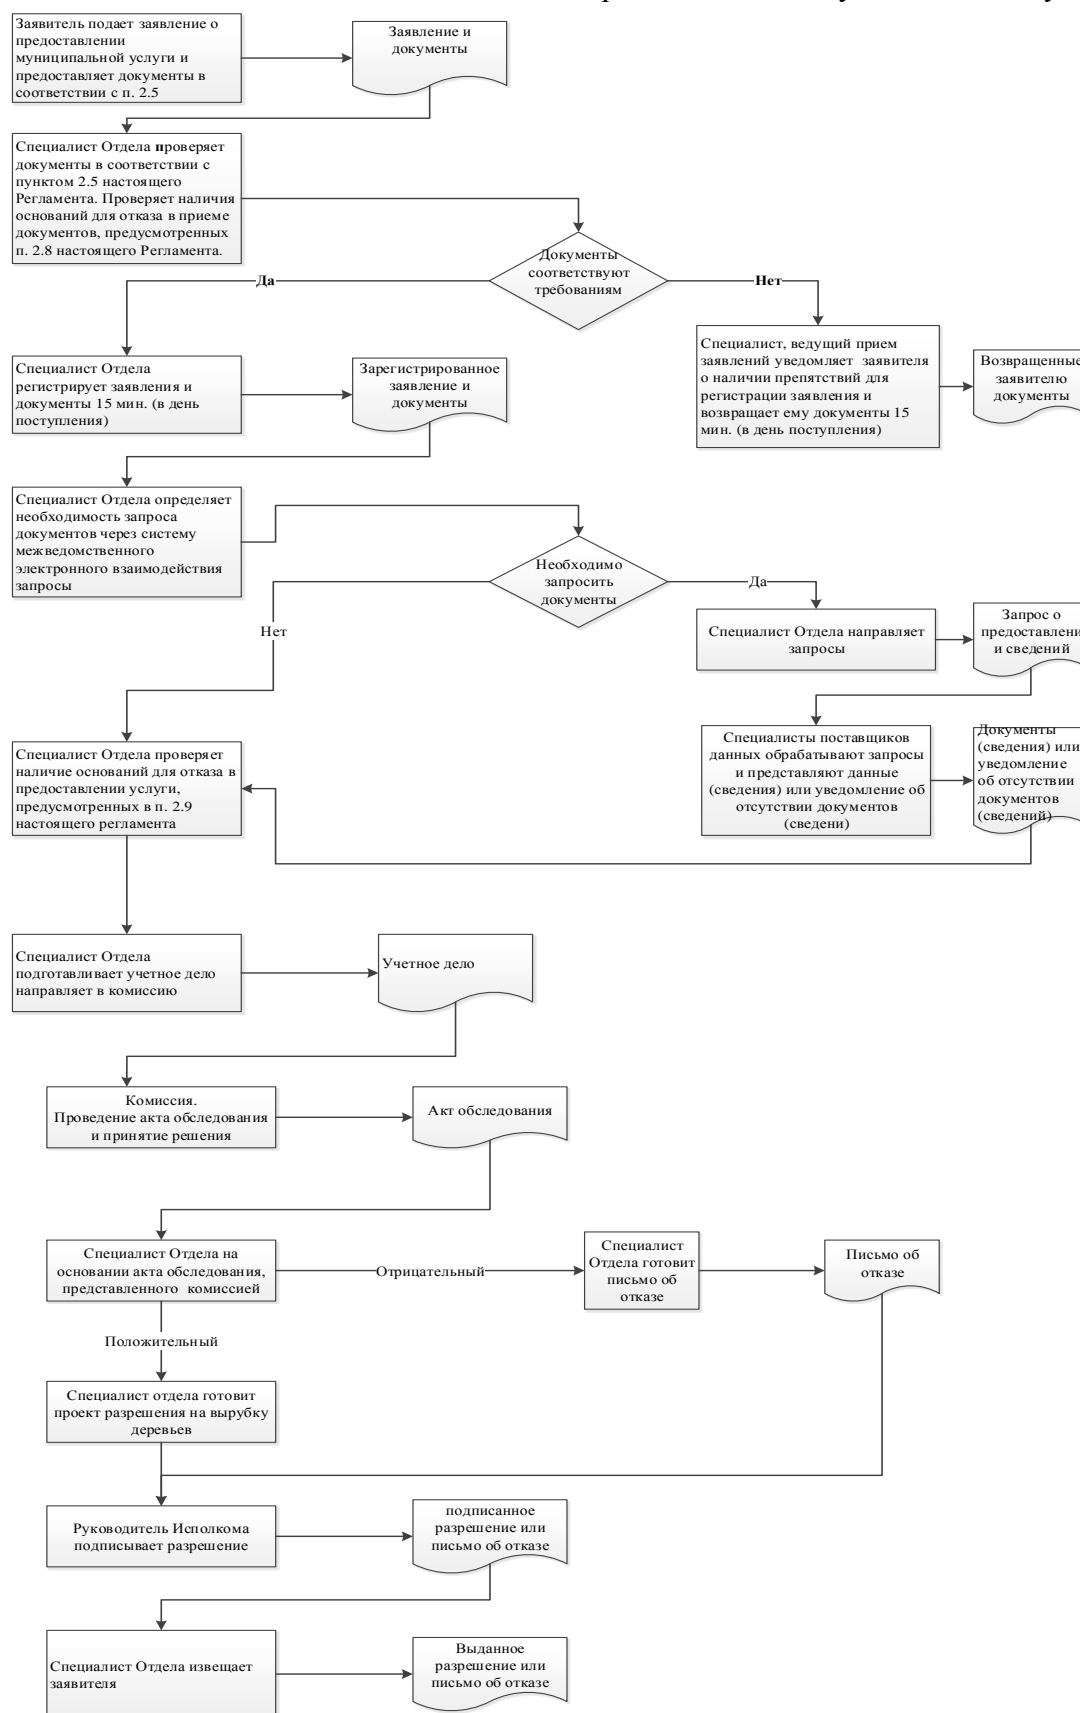 Заявитель подает заявление о
предоставлении
муниципальной услуги и
предоставляет документы в
соответствии с п. 2.5
Заявление и
документы
Специалист Отдела проверяет
документы в соответствии с
пунктом 2.5 настоящего
Регламента. Проверяет наличия
оснований для отказа в приеме
документов, предусмотренных
п. 2.8 настоящего Регламента.
Документы
соответствуют
требованиям
Да
Нет
Специалист Отдела
регистрирует заявления и
документы 15 мин. (в день
поступления)
Зарегистрированное
заявление и
документы
Специалист, ведущий прием
заявлений уведомляет заявителя
о наличии препятствий для
регистрации заявления и
возвращает ему документы 15
мин. (в день поступления)
Возвращенные
заявителю
документы
Специалист Отдела определяет
необходимость запроса
документов через систему
межведомственного
электронного взаимодействия
запросы
Необходимо
запросить
документы
Да
Нет
Специалист Отдела направляет
запросы
Запрос о
предоставлени
и сведений
Специалисты поставщиков
данных обрабатывают запросы
и представляют данные
(сведения) или уведомление об
отсутствии документов
(сведени)
Документы
(сведения) или
уведомление
об отсутствии
документов
(сведений)
Специалист Отдела проверяет
наличие оснований для отказа в
предоставлении услуги,
предусмотренных в п. 2.9
настоящего регламента
Специалист Отдела
подготавливает учетное дело
направляет в комиссию
Учетное дело
Комиссия.
Проведение акта обследования
и принятие решения
Акт обследования
Специалист Отдела на
основании акта обследования,
представленного комиссией
Отрицательный
Специалист
Отдела готовит
письмо об
отказе
Письмо об
отказе
Положительный
Специалист отдела готовит
проект разрешения на вырубку
деревьев
Руководитель Исполкома
подписывает разрешение
подписанное
разрешение или
письмо об отказе
Специалист Отдела извещает
заявителя
Выданное
разрешение или
письмо об отказе